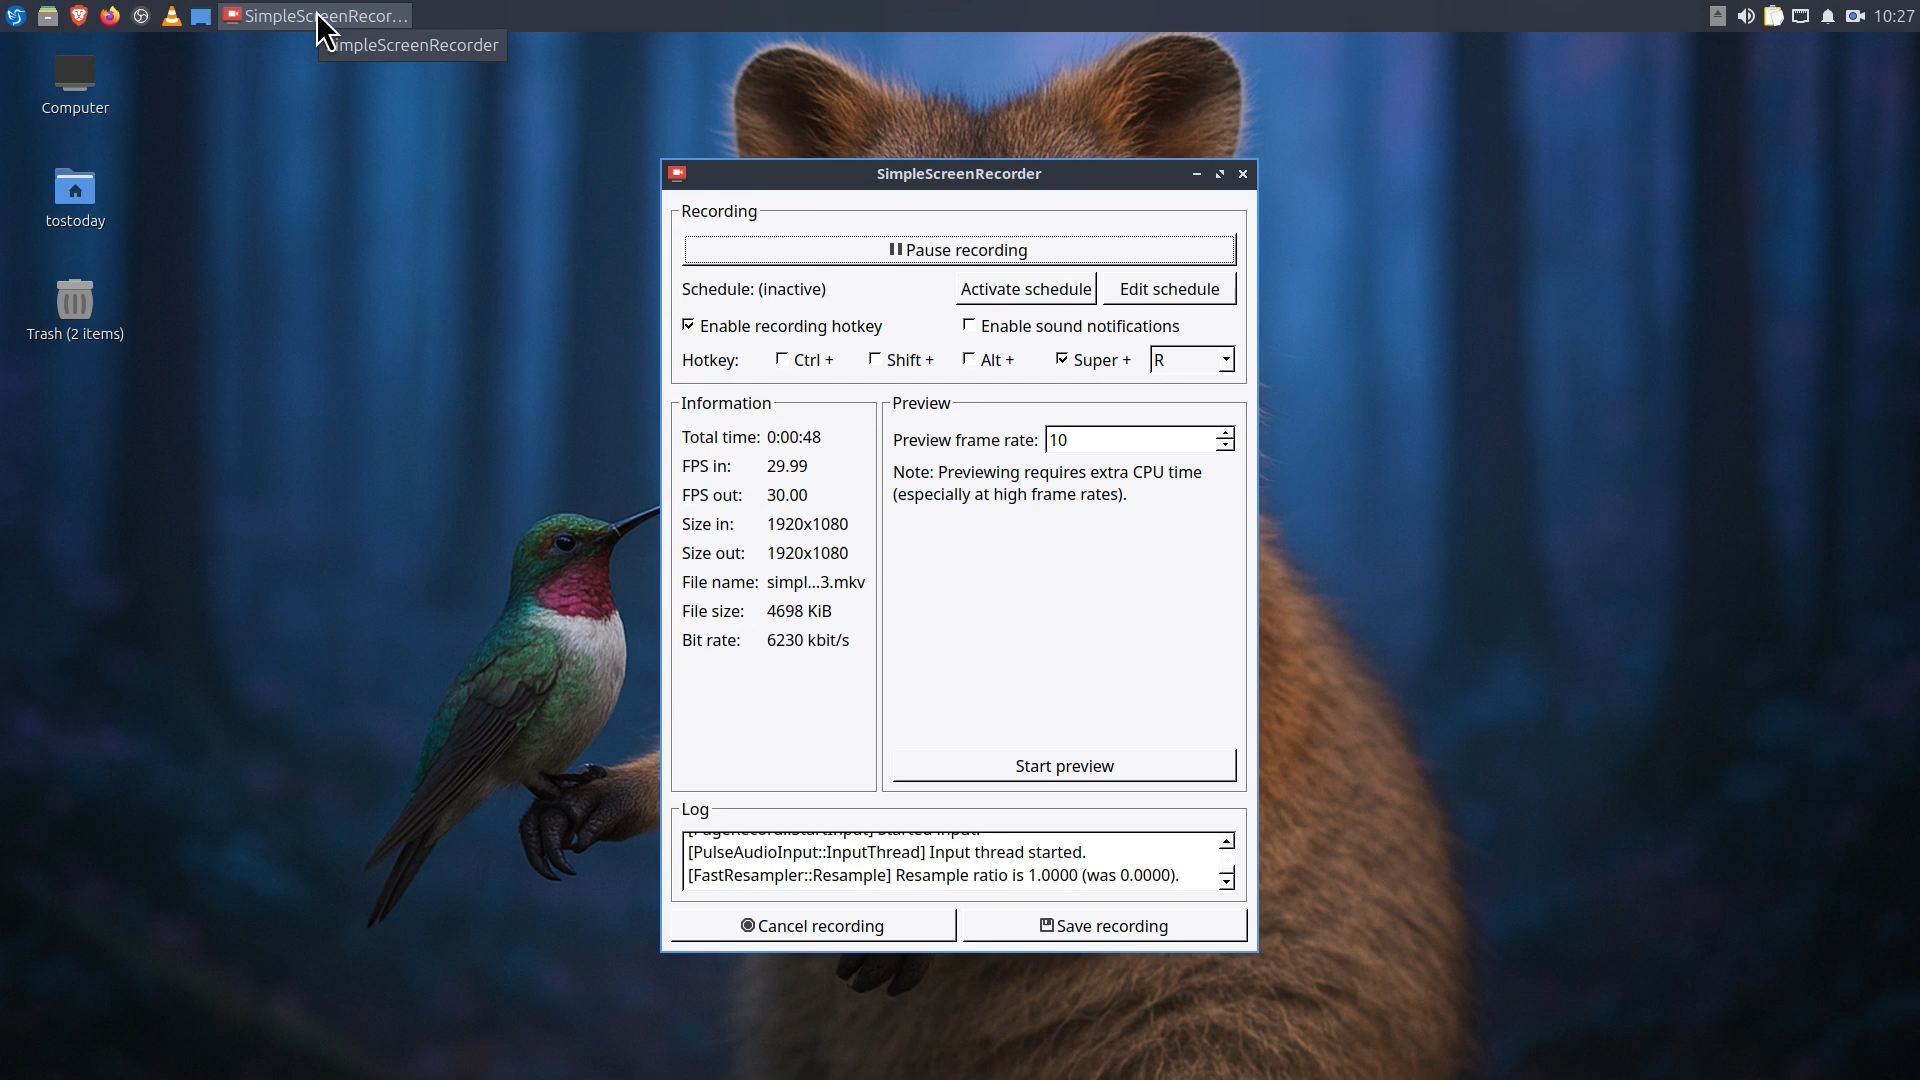 SimpleScreenRecor...
10:27
impleScreenRecorder
Computer
tostoday
Trash (2 items)
SimpleScreenRecorder
Recording
Pause recording
Schedule: (inactive)
Activate schedule
Edit schedule
Enable recording hotkey
Enable sound notifications
Hotkey:
Ctrl +
Shift +
Alt +
Super +
R
Information
Total time: 0:00:48
FPS in: 29.99
FPS out: 30.00
Size in: 1920x1080
Size out: 1920x1080
File name: simpl...3.mkv
File size: 4698 KiB
Bit rate: 6230 kbit/s
Preview
Preview frame rate: 10
Note: Previewing requires extra CPU time
(especially at high frame rates).
Start preview
Log
[PageRecord::StartInput] Started input.
[PulseAudioInput::InputThread] Input thread started.
[FastResampler::Resample] Resample ratio is 1.0000 (was 0.0000).
Cancel recording
Save recording